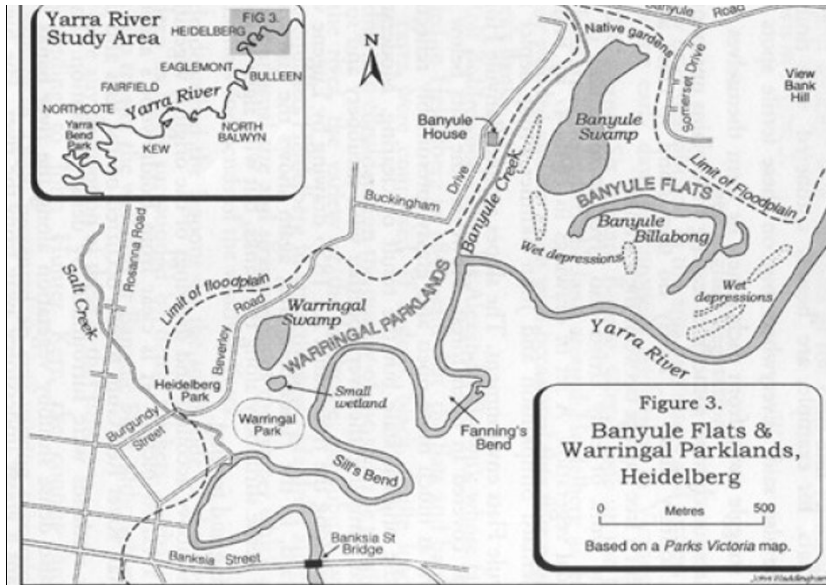 Yarra River
Study Area
FIG 3.
HEIDELBERG
EAGLEMONT
BULLEEN
FAIRFIELD
Yarra River
NORTHCOTE
Yarra
Bend
Park
KEW
NORTH
BALWYN
N
Native gardens
Banyule
Road
Somerset Drive
View
Bank
Hill
Banyule
House
Banyule
Swamp
Buckingham
Drive
Banyule Creek
Limit of Floodplain
BANYULE FLATS
Banyule
Billabong
Wet depressions
Wet
depressions
Rosanna Road
Salt Creek
Limit of floodplain
Beverley
Road
Warringal
Swamp
WARRINGAL PARKLANDS
Yarra River
Heidelberg
Park
Small
wetland
Burgundy
Street
Warringal
Park
Fanning's
Bend
Sill's Bend
Banksia St
Bridge
Banksia Street
Figure 3.
Banyule Flats &
Warringal Parklands,
Heidelberg
0 Metres 500
Based on a Parks Victoria map.
John Waddingham